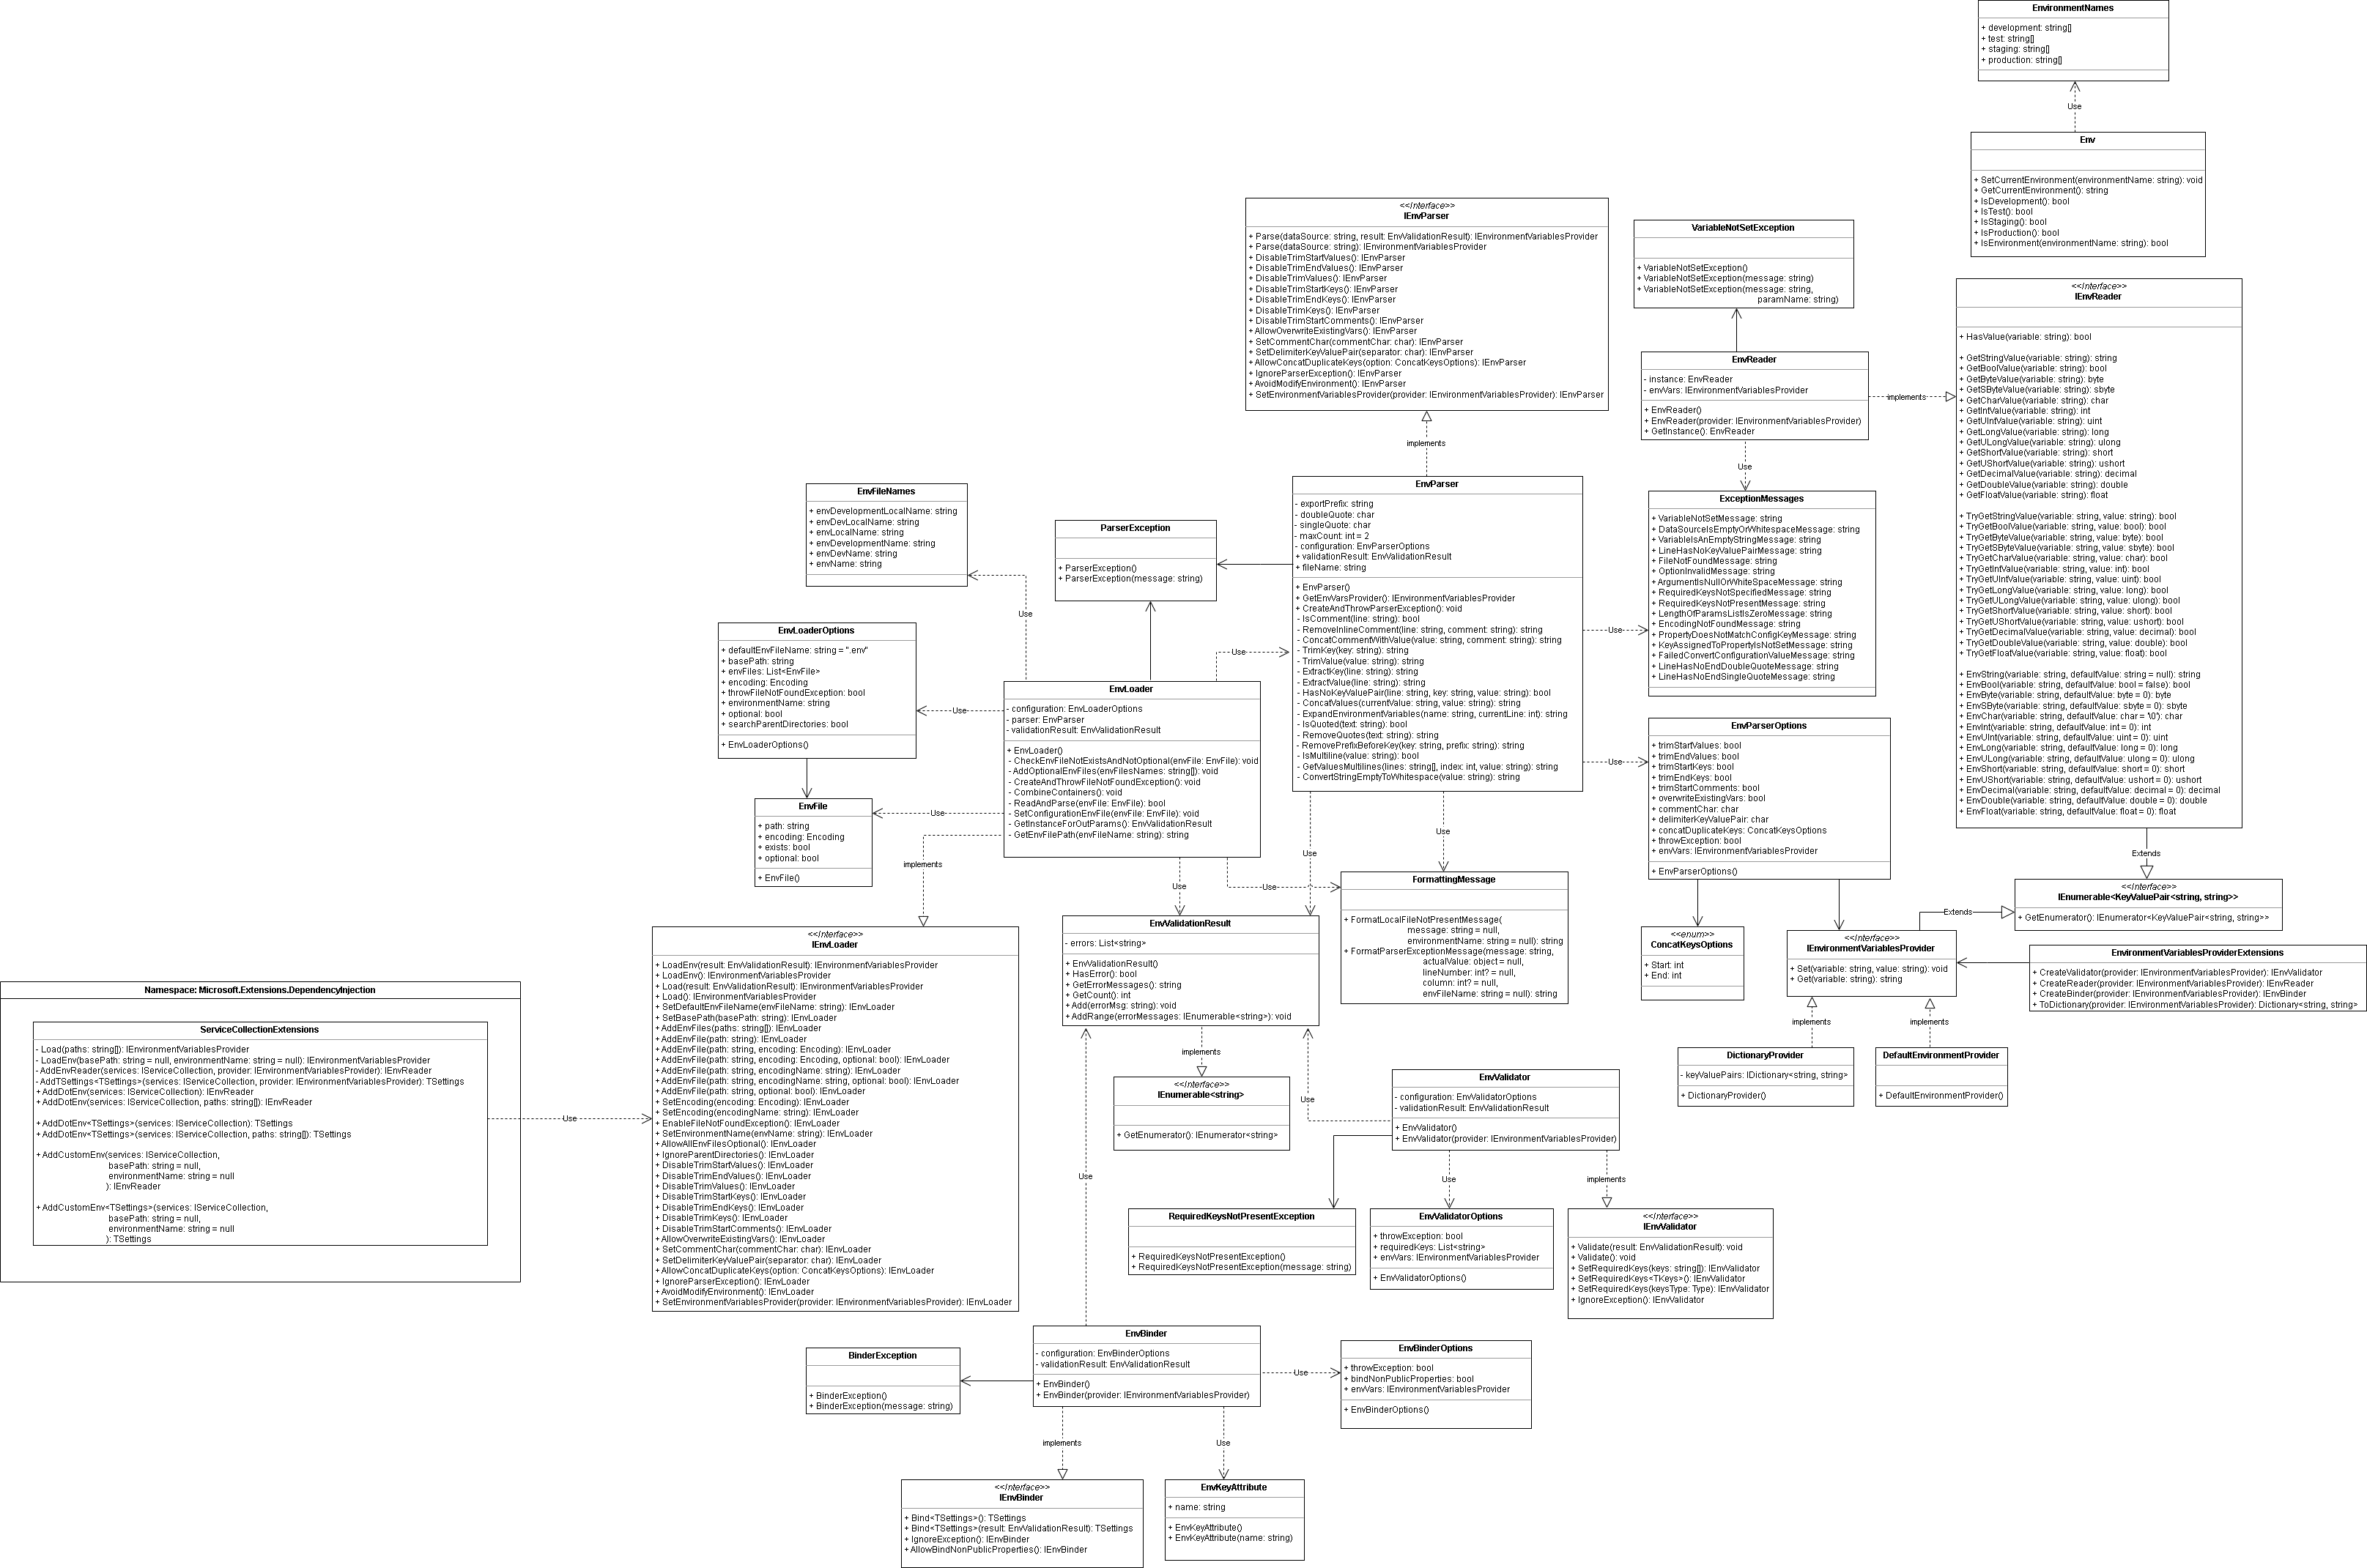 EnvironmentNames
+ development: string[]
+ test: string[]
+ staging: string[]
+ production: string[]
Use
Env
+ SetCurrentEnvironment(environmentName: string): void
+ GetCurrentEnvironment(): string
+ IsDevelopment(): bool
+ IsTest(): bool
+ IsStaging(): bool
+ IsProduction(): bool
+ IsEnvironment(environmentName: string): bool
<<Interface>>
IEnvParser
+ Parse(dataSource: string, result: EnvValidationResult): IEnvironmentVariablesProvider
+ Parse(dataSource: string): IEnvironmentVariablesProvider
+ DisableTrimStartValues(): IEnvParser
+ DisableTrimEndValues(): IEnvParser
+ DisableTrimValues(): IEnvParser
+ DisableTrimStartKeys(): IEnvParser
+ DisableTrimEndKeys(): IEnvParser
+ DisableTrimKeys(): IEnvParser
+ DisableTrimStartComments(): IEnvParser
+ AllowOverwriteExistingVars(): IEnvParser
+ SetCommentChar(commentChar: char): IEnvParser
+ SetDelimiterKeyValuePair(separator: char): IEnvParser
+ AllowConcatDuplicateKeys(option: ConcatKeysOptions): IEnvParser
+ IgnoreParserException(): IEnvParser
+ AvoidModifyEnvironment(): IEnvParser
+ SetEnvironmentVariablesProvider(provider: IEnvironmentVariablesProvider): IEnvParser
implements
VariableNotSetException
+ VariableNotSetException()
+ VariableNotSetException(message: string)
+ VariableNotSetException(message: string,
paramName: string)
EnvReader
- instance: EnvReader
- envVars: IEnvironmentVariablesProvider
+ EnvReader()
+ EnvReader(provider: IEnvironmentVariablesProvider)
+ GetInstance(): EnvReader
implements
Use
<<Interface>>
IEnvReader
+ HasValue(variable: string): bool
+ GetStringValue(variable: string): string
+ GetBoolValue(variable: string): bool
+ GetByteValue(variable: string): byte
+ GetSByteValue(variable: string): sbyte
+ GetCharValue(variable: string): char
+ GetIntValue(variable: string): int
+ GetUIntValue(variable: string): uint
+ GetLongValue(variable: string): long
+ GetULongValue(variable: string): ulong
+ GetShortValue(variable: string): short
+ GetUShortValue(variable: string): ushort
+ GetDecimalValue(variable: string): decimal
+ GetDoubleValue(variable: string): double
+ GetFloatValue(variable: string): float
+ TryGetStringValue(variable: string, value: string): bool
+ TryGetBoolValue(variable: string, value: bool): bool
+ TryGetByteValue(variable: string, value: byte): bool
+ TryGetSByteValue(variable: string, value: sbyte): bool
+ TryGetCharValue(variable: string, value: char): bool
+ TryGetIntValue(variable: string, value: int): bool
+ TryGetUIntValue(variable: string, value: uint): bool
+ TryGetLongValue(variable: string, value: long): bool
+ TryGetULongValue(variable: string, value: ulong): bool
+ TryGetShortValue(variable: string, value: short): bool
+ TryGetUShortValue(variable: string, value: ushort): bool
+ TryGetDecimalValue(variable: string, value: decimal): bool
+ TryGetDoubleValue(variable: string, value: double): bool
+ TryGetFloatValue(variable: string, value: float): bool
+ EnvString(variable: string, defaultValue: string = null): string
+ EnvBool(variable: string, defaultValue: bool = false): bool
+ EnvByte(variable: string, defaultValue: byte = 0): byte
+ EnvSByte(variable: string, defaultValue: sbyte = 0): sbyte
+ EnvChar(variable: string, defaultValue: char = '\0'): char
+ EnvInt(variable: string, defaultValue: int = 0): int
+ EnvUInt(variable: string, defaultValue: uint = 0): uint
+ EnvLong(variable: string, defaultValue: long = 0): long
+ EnvULong(variable: string, defaultValue: ulong = 0): ulong
+ EnvShort(variable: string, defaultValue: short = 0): short
+ EnvUShort(variable: string, defaultValue: ushort = 0): ushort
+ EnvDecimal(variable: string, defaultValue: decimal = 0): decimal
+ EnvDouble(variable: string, defaultValue: double = 0): double
+ EnvFloat(variable: string, defaultValue: float = 0): float
Extends
EnvFileNames
+ envDevelopmentLocalName: string
+ envDevLocalName: string
+ envLocalName: string
+ envDevelopmentName: string
+ envDevName: string
+ envName: string
Use
ParserException
+ ParserException()
+ ParserException(message: string)
EnvParser
- exportPrefix: string
- doubleQuote: char
- singleQuote: char
- maxCount: int = 2
- configuration: EnvParserOptions
+ validationResult: EnvValidationResult
+ fileName: string
+ EnvParser()
+ GetEnvVarsProvider(): IEnvironmentVariablesProvider
+ CreateAndThrowParserException(): void
- IsComment(line: string): bool
- RemoveInlineComment(line: string, comment: string): string
- ConcatCommentWithValue(value: string, comment: string): string
- TrimKey(key: string): string
- TrimValue(value: string): string
- ExtractKey(line: string): string
- ExtractValue(line: string): string
- HasNoKeyValuePair(line: string, key: string, value: string): bool
- ConcatValues(currentValue: string, value: string): string
- ExpandEnvironmentVariables(name: string, currentLine: int): string
- IsQuoted(text: string): bool
- RemoveQuotes(text: string): string
- RemovePrefixBeforeKey(key: string, prefix: string): string
- IsMultiline(value: string): bool
- GetValuesMultilines(lines: string[], index: int, value: string): string
- ConvertStringEmptyToWhitespace(value: string): string
Use
Use
Use
Use
Use
ExceptionMessages
+ VariableNotSetMessage: string
+ DataSourceIsEmptyOrWhitespaceMessage: string
+ VariableIsAnEmptyStringMessage: string
+ LineHasNoKeyValuePairMessage: string
+ FileNotFoundMessage: string
+ OptionInvalidMessage: string
+ ArgumentIsNullOrWhiteSpaceMessage: string
+ RequiredKeysNotSpecifiedMessage: string
+ RequiredKeysNotPresentMessage: string
+ LengthOfParamsListIsZeroMessage: string
+ EncodingNotFoundMessage: string
+ PropertyDoesNotMatchConfigKeyMessage: string
+ KeyAssignedToPropertyIsNotSetMessage: string
+ FailedConvertConfigurationValueMessage: string
+ LineHasNoEndDoubleQuoteMessage: string
+ LineHasNoEndSingleQuoteMessage: string
EnvLoaderOptions
+ defaultEnvFileName: string = ".env"
+ basePath: string
+ envFiles: List<EnvFile>
+ encoding: Encoding
+ throwFileNotFoundException: bool
+ environmentName: string
+ optional: bool
+ searchParentDirectories: bool
+ EnvLoaderOptions()
Use
EnvLoader
- configuration: EnvLoaderOptions
- parser: EnvParser
- validationResult: EnvValidationResult
+ EnvLoader()
- CheckEnvFileNotExistsAndNotOptional(envFile: EnvFile): void
- AddOptionalEnvFiles(envFilesNames: string[]): void
- CreateAndThrowFileNotFoundException(): void
- CombineContainers(): void
- ReadAndParse(envFile: EnvFile): bool
- SetConfigurationEnvFile(envFile: EnvFile): void
- GetInstanceForOutParams(): EnvValidationResult
- GetEnvFilePath(envFileName: string): string
Use
implements
Use
Use
EnvFile
+ path: string
+ encoding: Encoding
+ exists: bool
+ optional: bool
+ EnvFile()
EnvParserOptions
+ trimStartValues: bool
+ trimEndValues: bool
+ trimStartKeys: bool
+ trimEndKeys: bool
+ trimStartComments: bool
+ overwriteExistingVars: bool
+ commentChar: char
+ delimiterKeyValuePair: char
+ concatDuplicateKeys: ConcatKeysOptions
+ throwException: bool
+ envVars: IEnvironmentVariablesProvider
+ EnvParserOptions()
FormattingMessage
+ FormatLocalFileNotPresentMessage(
message: string = null,
environmentName: string = null): string
+ FormatParserExceptionMessage(message: string,
actualValue: object = null,
lineNumber: int? = null,
column: int? = null,
envFileName: string = null): string
<<Interface>>
IEnumerable<KeyValuePair<string, string>>
+ GetEnumerator(): IEnumerator<KeyValuePair<string, string>>
Extends
<<enum>>
ConcatKeysOptions
+ Start: int
+ End: int
<<Interface>>
IEnvironmentVariablesProvider
+ Set(variable: string, value: string): void
+ Get(variable: string): string
EnvironmentVariablesProviderExtensions
+ CreateValidator(provider: IEnvironmentVariablesProvider): IEnvValidator
+ CreateReader(provider: IEnvironmentVariablesProvider): IEnvReader
+ CreateBinder(provider: IEnvironmentVariablesProvider): IEnvBinder
+ ToDictionary(provider: IEnvironmentVariablesProvider): Dictionary<string, string>
implements
implements
DictionaryProvider
- keyValuePairs: IDictionary<string, string>
+ DictionaryProvider()
DefaultEnvironmentProvider
+ DefaultEnvironmentProvider()
EnvValidationResult
- errors: List<string>
+ EnvValidationResult()
+ HasError(): bool
+ GetErrorMessages(): string
+ GetCount(): int
+ Add(errorMsg: string): void
+ AddRange(errorMessages: IEnumerable<string>): void
implements
<<Interface>>
IEnumerable<string>
+ GetEnumerator(): IEnumerator<string>
<<Interface>>
IEnvLoader
+ LoadEnv(result: EnvValidationResult): IEnvironmentVariablesProvider
+ LoadEnv(): IEnvironmentVariablesProvider
+ Load(result: EnvValidationResult): IEnvironmentVariablesProvider
+ Load(): IEnvironmentVariablesProvider
+ SetDefaultEnvFileName(envFileName: string): IEnvLoader
+ SetBasePath(basePath: string): IEnvLoader
+ AddEnvFiles(paths: string[]): IEnvLoader
+ AddEnvFile(path: string): IEnvLoader
+ AddEnvFile(path: string, encoding: Encoding): IEnvLoader
+ AddEnvFile(path: string, encoding: Encoding, optional: bool): IEnvLoader
+ AddEnvFile(path: string, encodingName: string): IEnvLoader
+ AddEnvFile(path: string, encodingName: string, optional: bool): IEnvLoader
+ AddEnvFile(path: string, optional: bool): IEnvLoader
+ SetEncoding(encoding: Encoding): IEnvLoader
+ SetEncoding(encodingName: string): IEnvLoader
+ EnableFileNotFoundException(): IEnvLoader
+ SetEnvironmentName(envName: string): IEnvLoader
+ AllowAllEnvFilesOptional(): IEnvLoader
+ IgnoreParentDirectories(): IEnvLoader
+ DisableTrimStartValues(): IEnvLoader
+ DisableTrimEndValues(): IEnvLoader
+ DisableTrimValues(): IEnvLoader
+ DisableTrimStartKeys(): IEnvLoader
+ DisableTrimEndKeys(): IEnvLoader
+ DisableTrimKeys(): IEnvLoader
+ DisableTrimStartComments(): IEnvLoader
+ AllowOverwriteExistingVars(): IEnvLoader
+ SetCommentChar(commentChar: char): IEnvLoader
+ SetDelimiterKeyValuePair(separator: char): IEnvLoader
+ AllowConcatDuplicateKeys(option: ConcatKeysOptions): IEnvLoader
+ IgnoreParserException(): IEnvLoader
+ AvoidModifyEnvironment(): IEnvLoader
+ SetEnvironmentVariablesProvider(provider: IEnvironmentVariablesProvider): IEnvLoader
Namespace: Microsoft.Extensions.DependencyInjection
ServiceCollectionExtensions
- Load(paths: string[]): IEnvironmentVariablesProvider
- LoadEnv(basePath: string = null, environmentName: string = null): IEnvironmentVariablesProvider
- AddEnvReader(services: IServiceCollection, provider: IEnvironmentVariablesProvider): IEnvReader
- AddTSettings<TSettings>(services: IServiceCollection, provider: IEnvironmentVariablesProvider): TSettings
+ AddDotEnv(services: IServiceCollection): IEnvReader
+ AddDotEnv(services: IServiceCollection, paths: string[]): IEnvReader
+ AddDotEnv<TSettings>(services: IServiceCollection): TSettings
+ AddDotEnv<TSettings>(services: IServiceCollection, paths: string[]): TSettings
+ AddCustomEnv(services: IServiceCollection,
basePath: string = null,
environmentName: string = null
): IEnvReader
+ AddCustomEnv<TSettings>(services: IServiceCollection,
basePath: string = null,
environmentName: string = null
): TSettings
Use
EnvValidator
- configuration: EnvValidatorOptions
- validationResult: EnvValidationResult
+ EnvValidator()
+ EnvValidator(provider: IEnvironmentVariablesProvider)
Use
Use
implements
Use
RequiredKeysNotPresentException
+ RequiredKeysNotPresentException()
+ RequiredKeysNotPresentException(message: string)
EnvValidatorOptions
+ throwException: bool
+ requiredKeys: List<string>
+ envVars: IEnvironmentVariablesProvider
+ EnvValidatorOptions()
<<Interface>>
IEnvValidator
+ Validate(result: EnvValidationResult): void
+ Validate(): void
+ SetRequiredKeys(keys: string[]): IEnvValidator
+ SetRequiredKeys<TKeys>(): IEnvValidator
+ SetRequiredKeys(keysType: Type): IEnvValidator
+ IgnoreException(): IEnvValidator
BinderException
+ BinderException()
+ BinderException(message: string)
EnvBinder
- configuration: EnvBinderOptions
- validationResult: EnvValidationResult
+ EnvBinder()
+ EnvBinder(provider: IEnvironmentVariablesProvider)
Use
EnvBinderOptions
+ throwException: bool
+ bindNonPublicProperties: bool
+ envVars: IEnvironmentVariablesProvider
+ EnvBinderOptions()
implements
Use
<<Interface>>
IEnvBinder
+ Bind<TSettings>(): TSettings
+ Bind<TSettings>(result: EnvValidationResult): TSettings
+ IgnoreException(): IEnvBinder
+ AllowBindNonPublicProperties(): IEnvBinder
EnvKeyAttribute
+ name: string
+ EnvKeyAttribute()
+ EnvKeyAttribute(name: string)